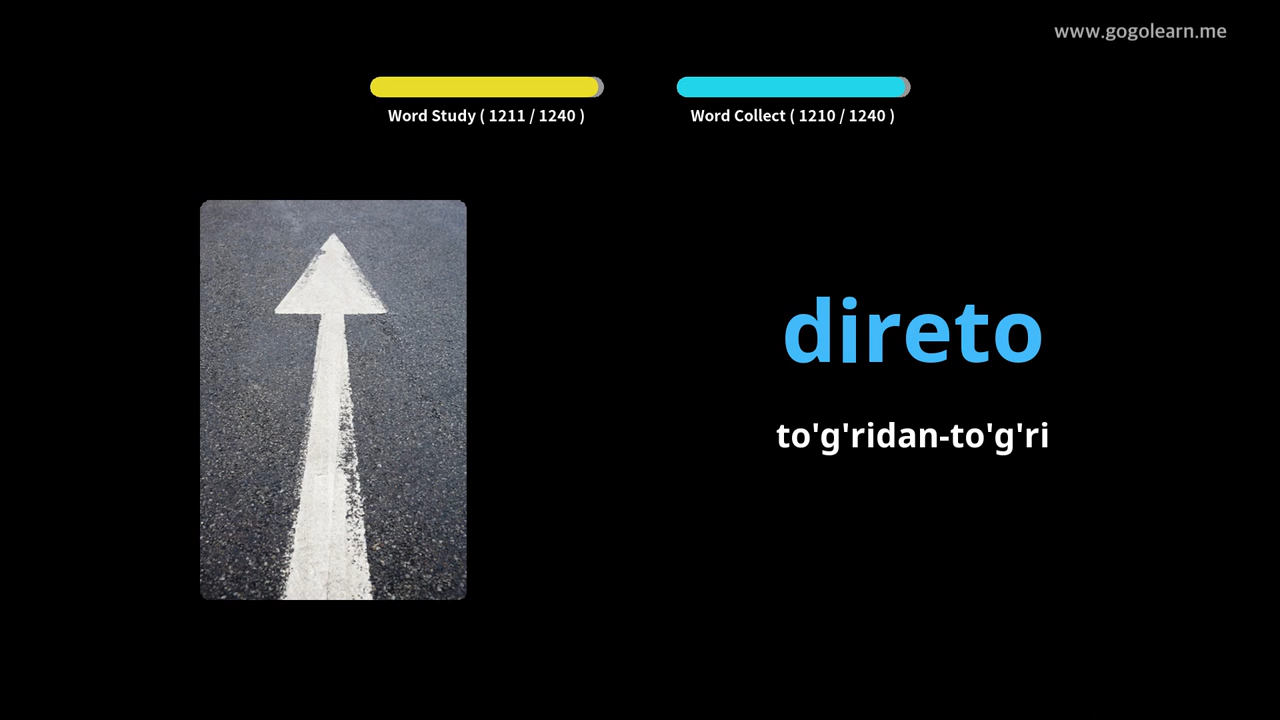 www.gogolearn.me
Word Study ( 1211 / 1240 )
Word Collect ( 1210 / 1240 )
direto
to'g'ridan-to'g'ri